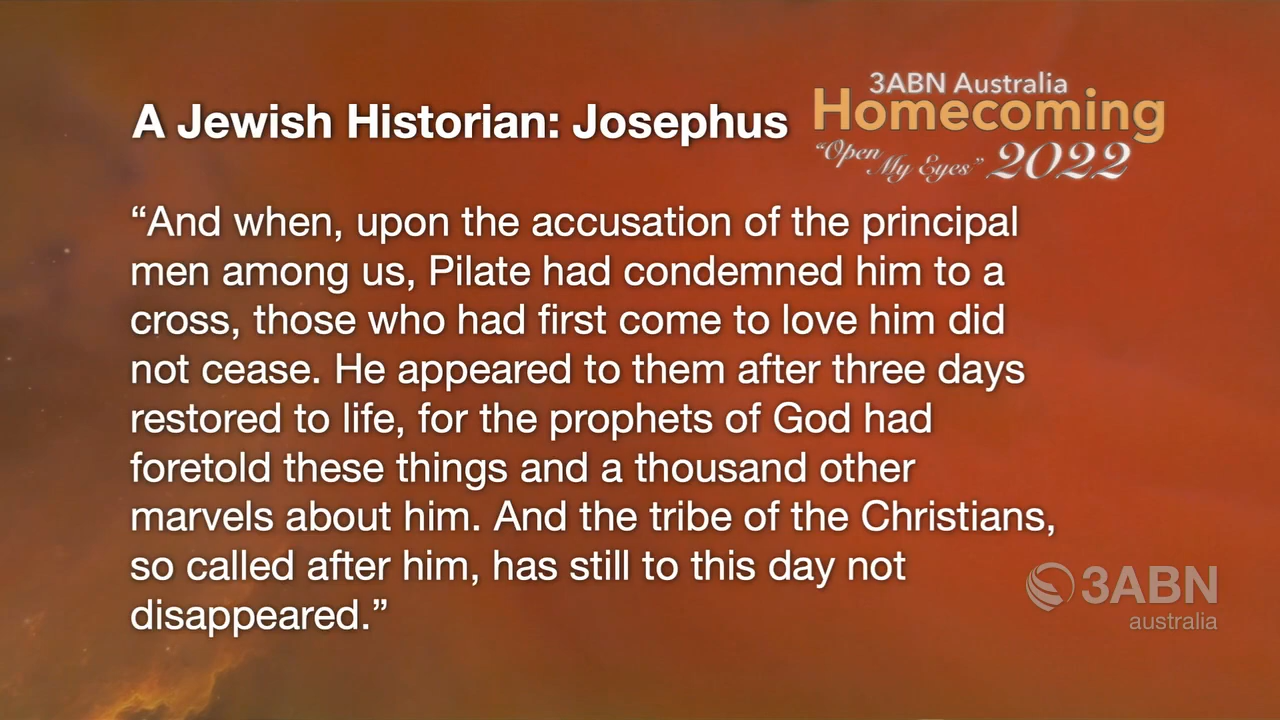 A Jewish Historian: Josephus
3ABN Australia
Homecoming
“Open My Eyes” 2022
“And when, upon the accusation of the principal
men among us, Pilate had condemned him to a
cross, those who had first come to love him did
not cease. He appeared to them after three days
restored to life, for the prophets of God had
foretold these things and a thousand other
marvels about him. And the tribe of the Christians,
so called after him, has still to this day not
disappeared.”
3ABN
australia